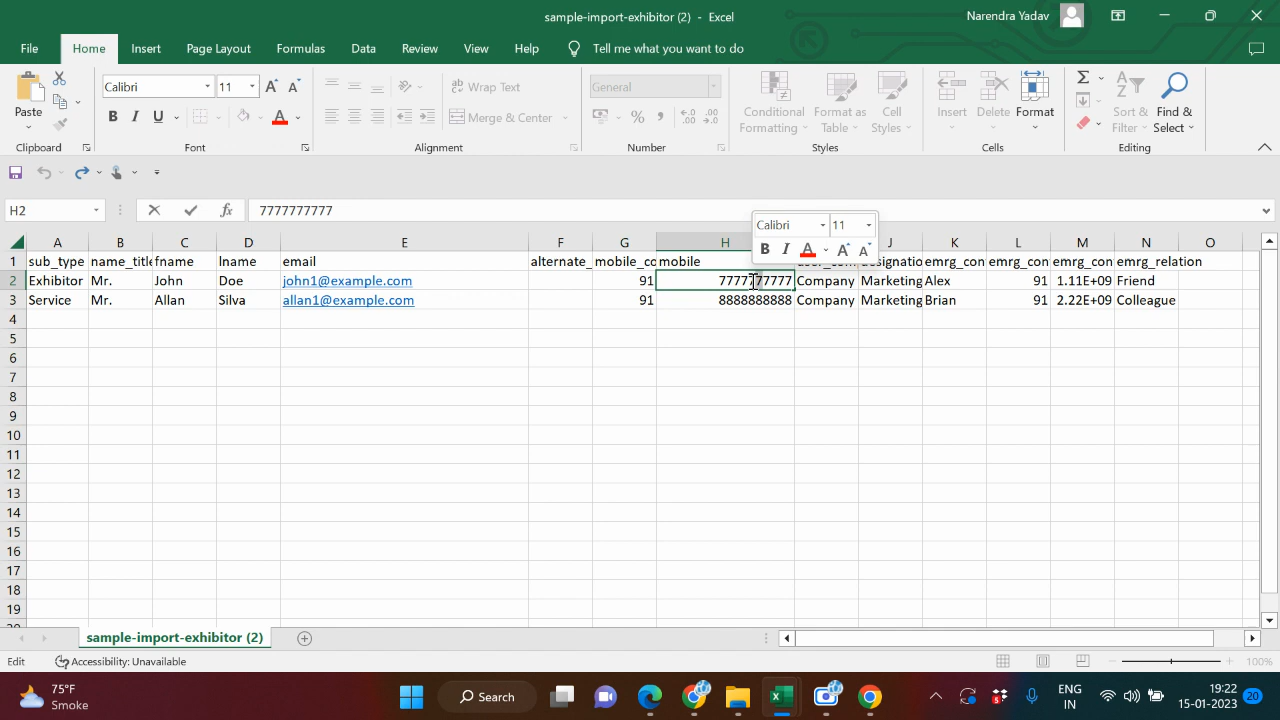 sample-import-exhibitor (2) - Excel
Narendra Yadav
File Home Insert Page Layout Formulas Data Review View Help Tell me what you want to do
Paste
Calibri 11
B I U
Wrap Text
Merge & Center
General
Conditional Formatting
Format as Table
Cell Styles
Insert Delete Format
Sort & Filter
Find & Select
Clipboard Font Alignment Number Styles Cells Editing
H2 7777777777
Calibri 11
B I A
A B C D E F G H J K L M N O
1 sub_type name_title fname lname email alternate_ mobile_co mobile designatio emrg_con emrg_con emrg_con emrg_relation
2 Exhibitor Mr. John Doe john1@example.com 91 7777777777 Company Marketing Alex 91 1.11E+09 Friend
3 Service Mr. Allan Silva allan1@example.com 91 8888888888 Company Marketing Brian 91 2.22E+09 Colleague
4
5
6
7
8
9
10
11
12
13
14
15
16
17
18
19
sample-import-exhibitor (2)
Edit Accessibility: Unavailable 100%
75°F
Smoke
Search
ENG
IN
19:22
15-01-2023
20